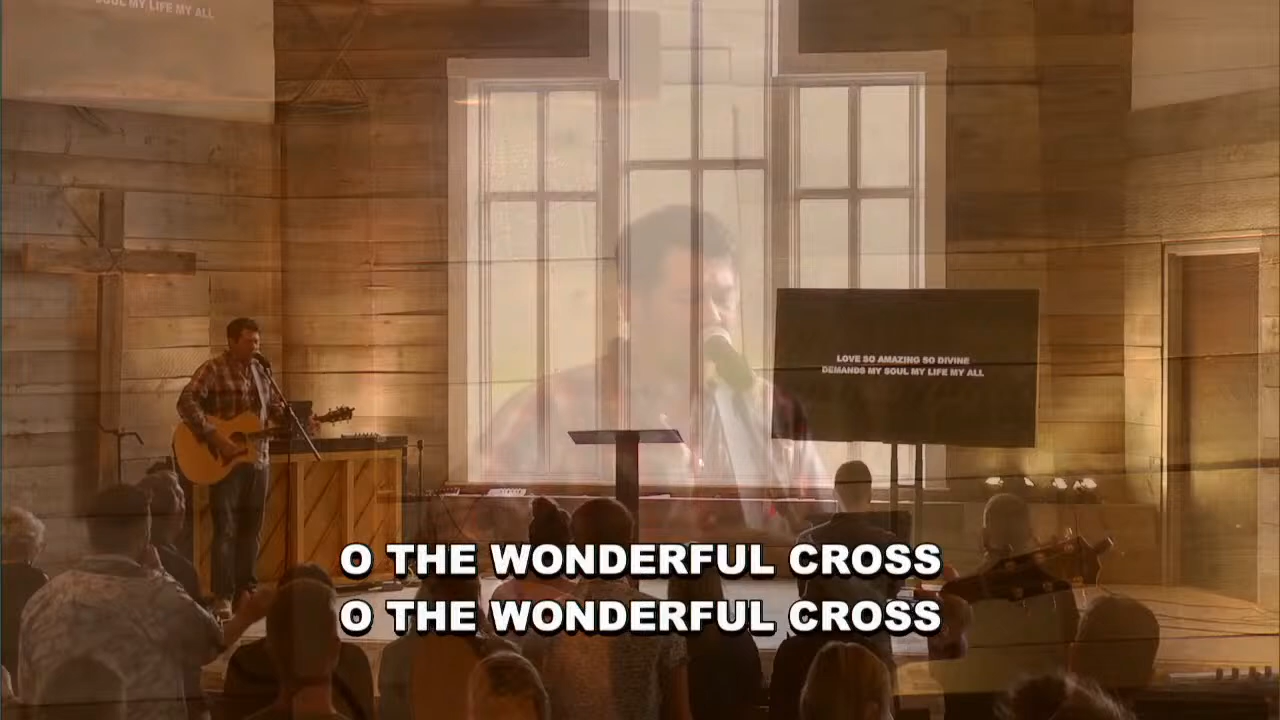 SOUL MY LIFE MY ALL
LOVE SO AMAZING SO DIVINE
DEMANDS MY SOUL MY LIFE MY ALL
O THE WONDERFUL CROSS
O THE WONDERFUL CROSS